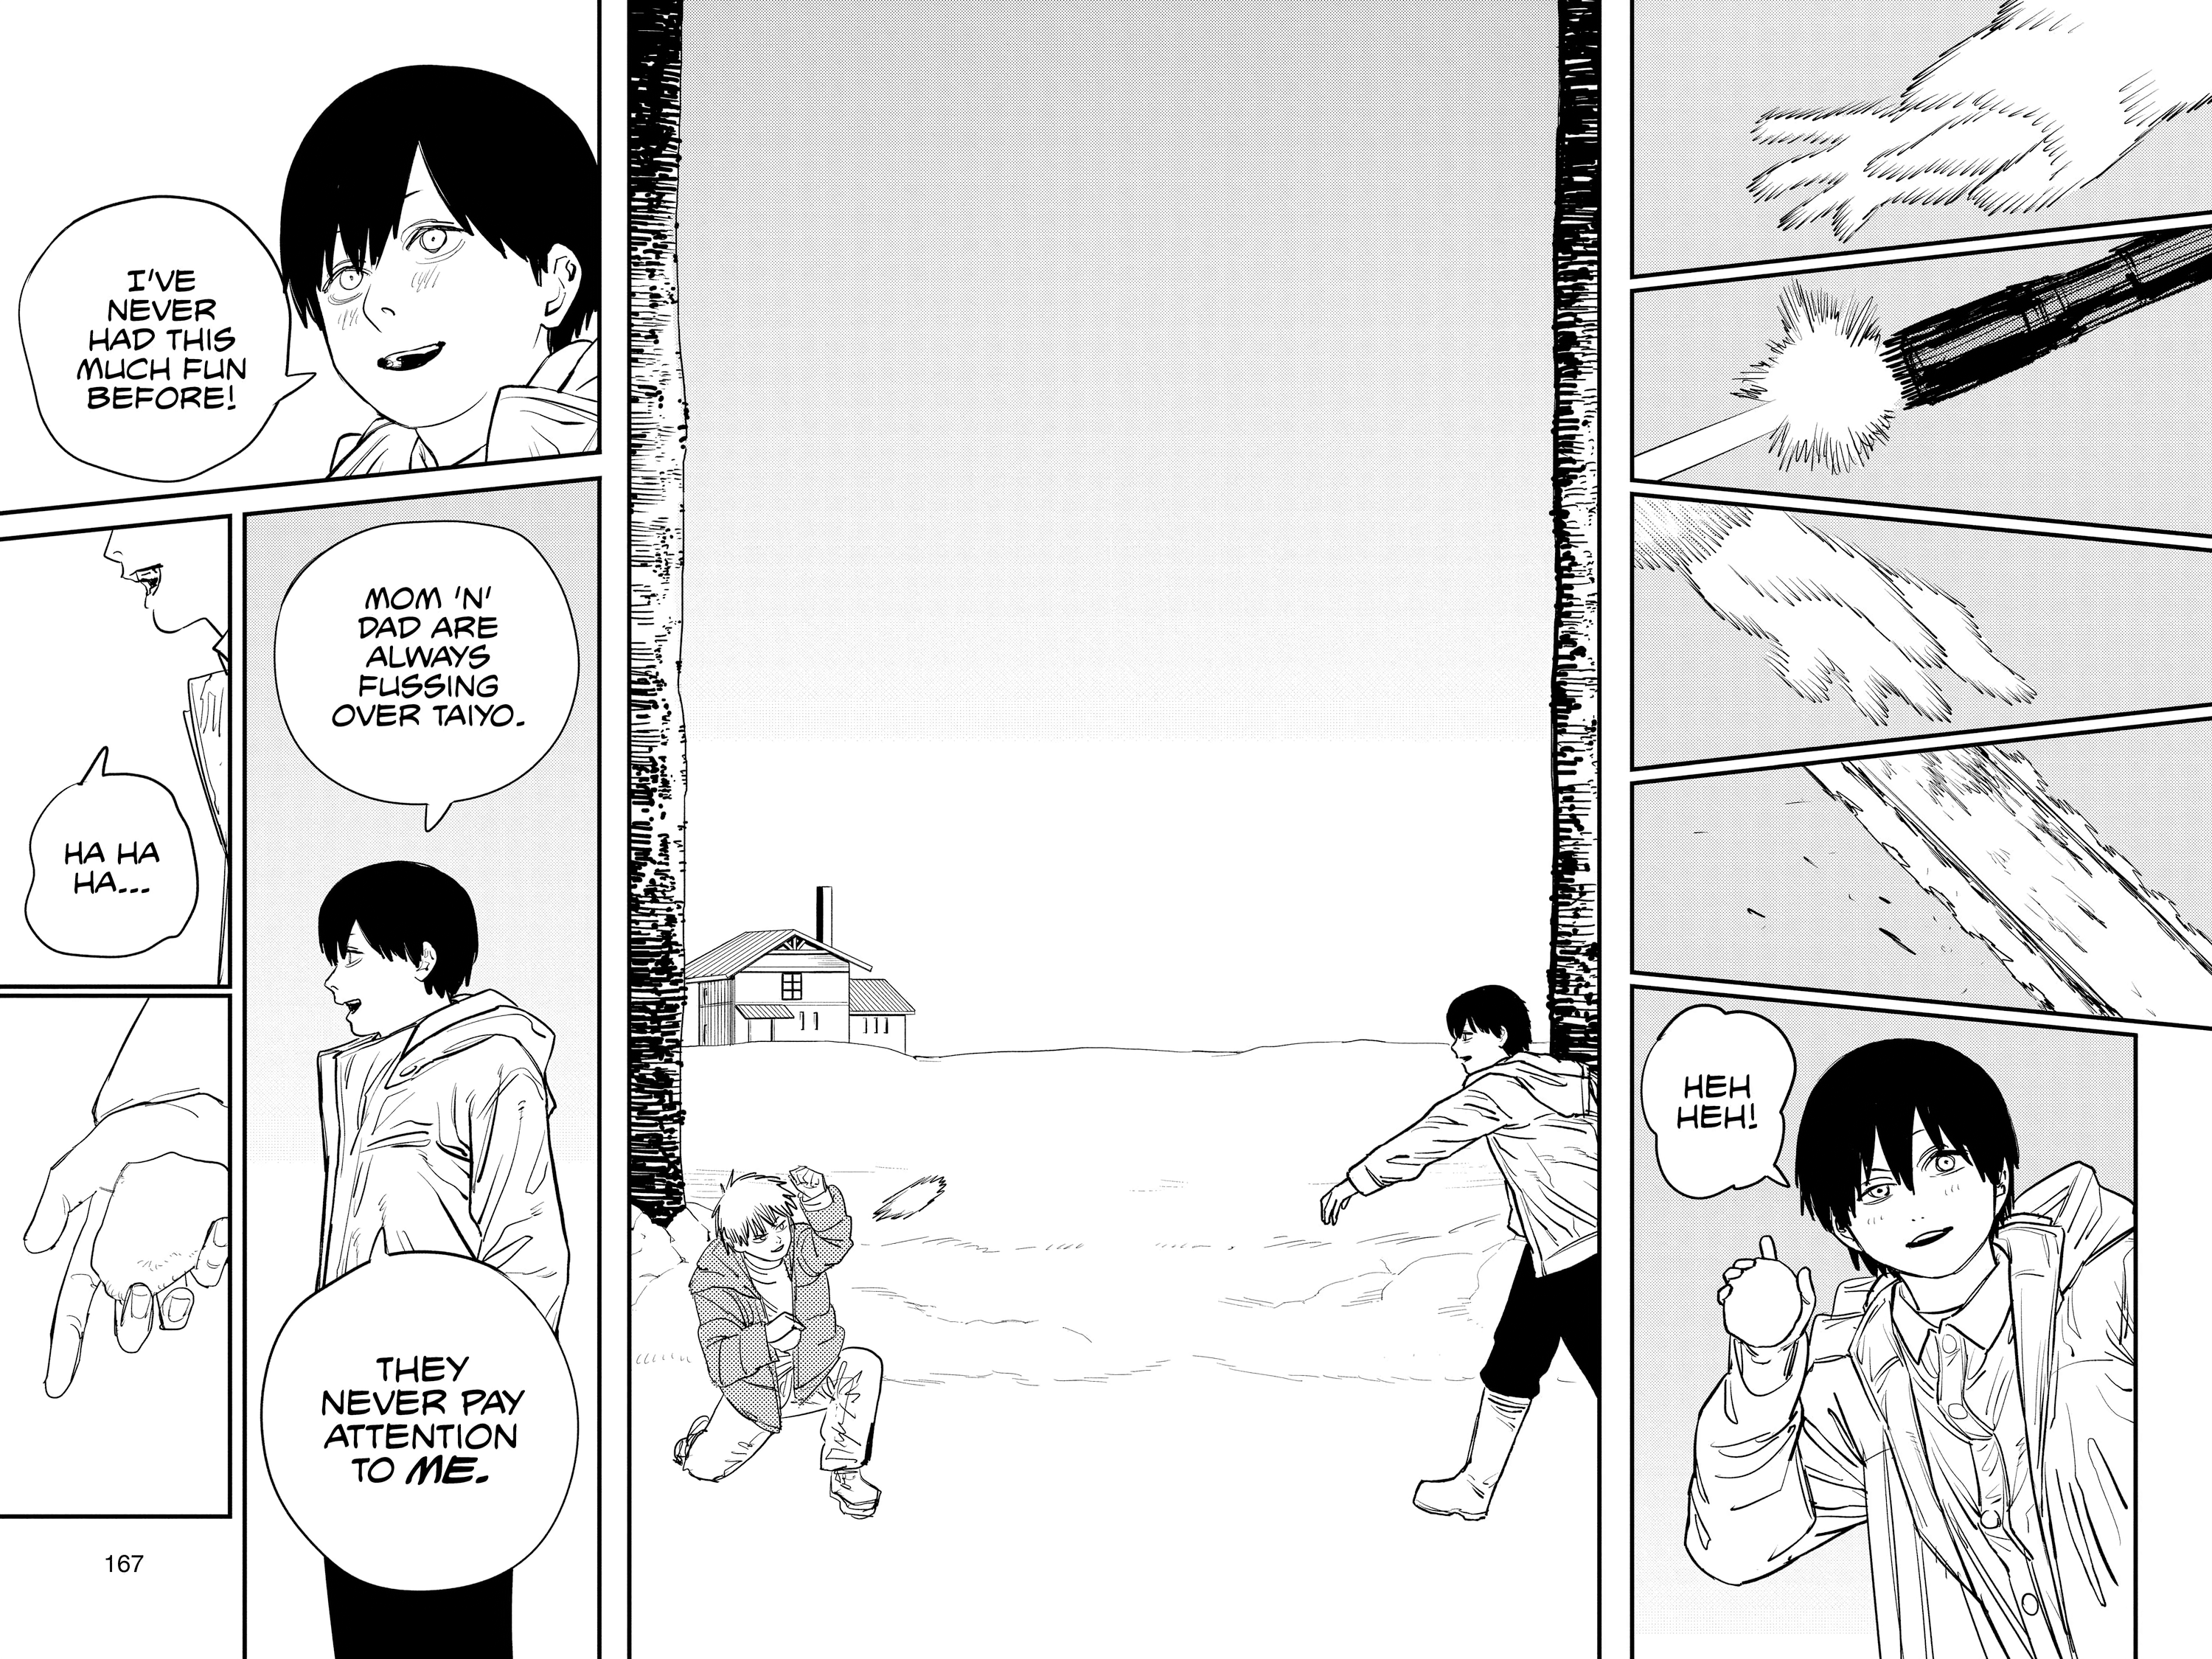 HEH
HEH!
I'VE
NEVER
HAD THIS
MUCH FUN
BEFORE!
MOM 'N'
DAD ARE
ALWAYS
FUSSING
OVER TAIYO.
THEY
NEVER PAY
ATTENTION
TO ME.
HA HA
HA...
167